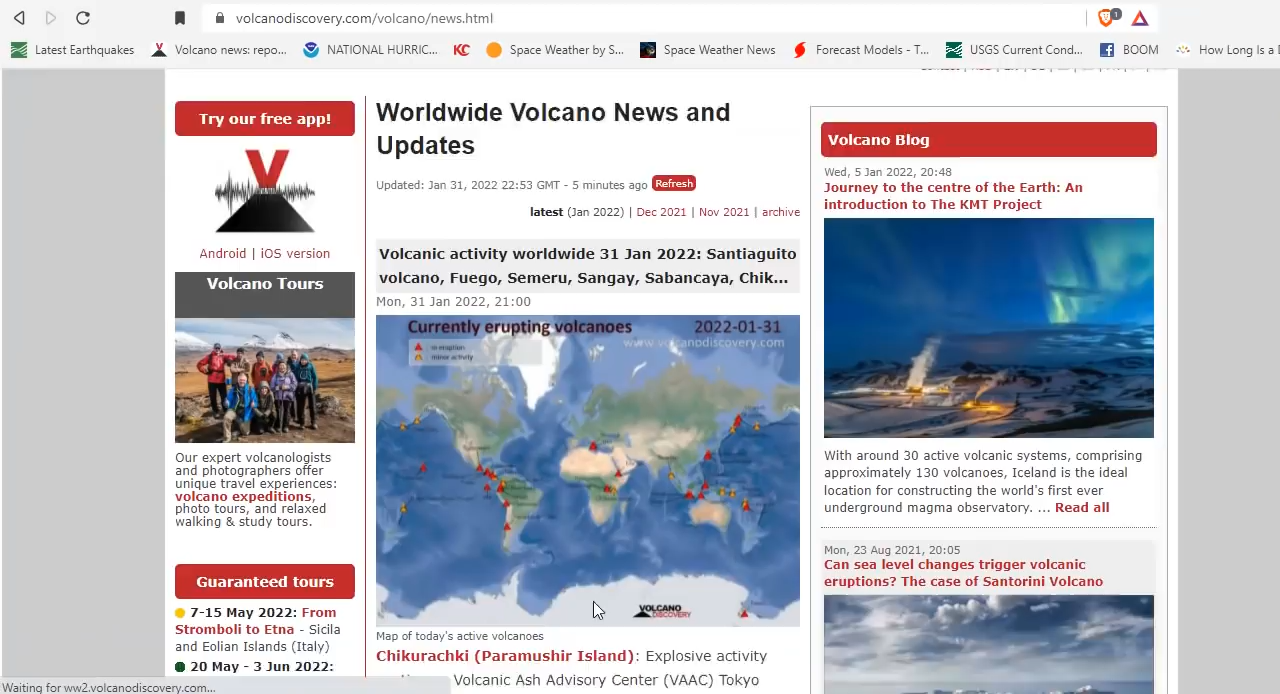 volcanodiscovery.com/volcano/news.html
1
Latest Earthquakes
Volcano news: repo...
NATIONAL HURRIC...
KC
Space Weather by S...
Space Weather News
Forecast Models - T...
USGS Current Cond...
BOOM
How Long Is a D
Try our free app!
V
Android | iOS version
Volcano Tours
Our expert volcanologists
and photographers offer
unique travel experiences:
volcano expeditions,
photo tours, and relaxed
walking & study tours.
Guaranteed tours
7-15 May 2022: From
Stromboli to Etna - Sicila
and Eolian Islands (Italy)
20 May - 3 Jun 2022:
Worldwide Volcano News and
Updates
Updated: Jan 31, 2022 22:53 GMT - 5 minutes ago Refresh
latest (Jan 2022) | Dec 2021 | Nov 2021 | archive
Volcanic activity worldwide 31 Jan 2022: Santiaguito
volcano, Fuego, Semeru, Sangay, Sabancaya, Chik...
Mon, 31 Jan 2022, 21:00
Currently erupting volcanoes 2022-01-31
www.volcanodiscovery.com
in eruption
minor activity
VOLCANO
DISCOVERY
Map of today's active volcanoes
Chikurachki (Paramushir Island): Explosive activity
Volcanic Ash Advisory Center (VAAC) Tokyo
Volcano Blog
Wed, 5 Jan 2022, 20:48
Journey to the centre of the Earth: An
introduction to The KMT Project
With around 30 active volcanic systems, comprising
approximately 130 volcanoes, Iceland is the ideal
location for constructing the world's first ever
underground magma observatory. ... Read all
Mon, 23 Aug 2021, 20:05
Can sea level changes trigger volcanic
eruptions? The case of Santorini Volcano
Waiting for ww2.volcanodiscovery.com...